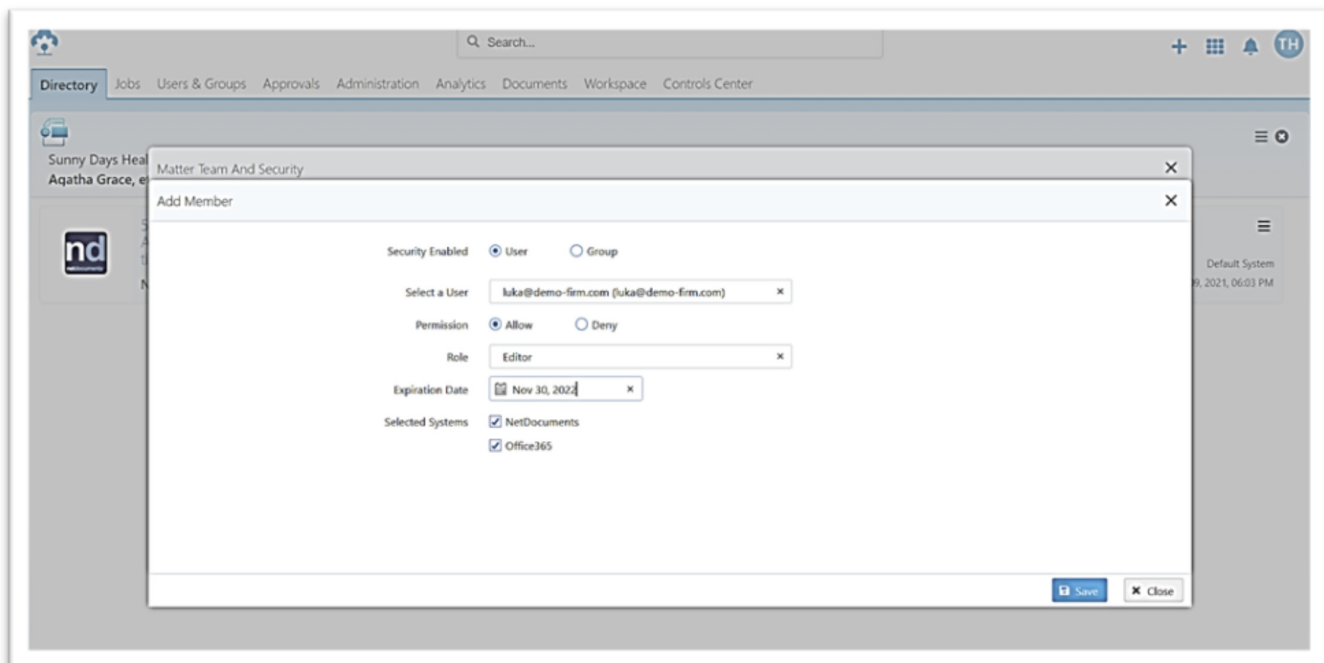 Search...
TH
Directory Jobs Users & Groups Approvals Administration Analytics Documents Workspace Controls Center
Sunny Days Heal
Agatha Grace, e
Matter Team And Security
Add Member
Security Enabled User Group
nd
netdocuments
Default System
Select a User luka@demo-firm.com (luka@demo-firm.com)
9, 2021, 06:03 PM
Permission Allow Deny
Role Editor
Expiration Date Nov 30, 2022
Selected Systems NetDocuments
Office365
Save Close